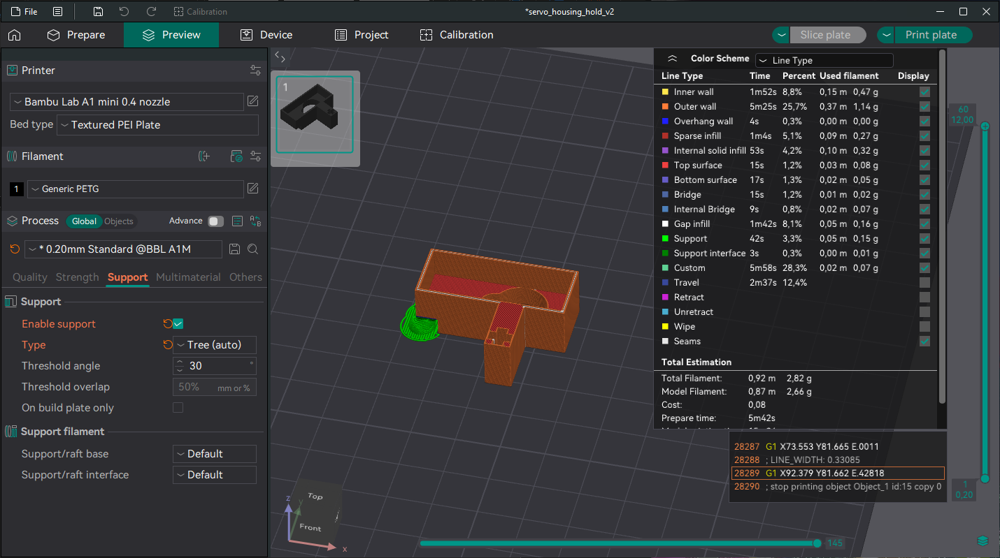 File
Calibration
*servo_housing_hold_v2
Prepare
Preview
Device
Project
Calibration
Slice plate
Print plate
Printer
Bambu Lab A1 mini 0.4 nozzle
Bed type Textured PEI Plate
Filament
1 Generic PETG
Process Global Objects Advance
* 0.20mm Standard @BBL A1M
Quality Strength Support Multimaterial Others
Support
Enable support
Type Tree (auto)
Threshold angle 30 °
Threshold overlap 50% mm or %
On build plate only
Support filament
Support/raft base Default
Support/raft interface Default
1
Color Scheme Line Type
Line Type Time Percent Used filament Display
Inner wall 1m52s 8,8% 0,15 m 0,47 g
Outer wall 5m25s 25,7% 0,37 m 1,14 g
Overhang wall 4s 0,3% 0,00 m 0,00 g
Sparse infill 1m4s 5,1% 0,09 m 0,27 g
Internal solid infill 53s 4,2% 0,10 m 0,32 g
Top surface 15s 1,2% 0,03 m 0,08 g
Bottom surface 17s 1,3% 0,02 m 0,05 g
Bridge 15s 1,2% 0,01 m 0,02 g
Internal Bridge 9s 0,8% 0,02 m 0,07 g
Gap infill 1m42s 8,1% 0,05 m 0,16 g
Support 42s 3,3% 0,05 m 0,15 g
Support interface 3s 0,3% 0,00 m 0,01 g
Custom 5m58s 28,3% 0,02 m 0,07 g
Travel 2m37s 12,4%
Retract
Unretract
Wipe
Seams
Total Estimation
Total Filament: 0,92 m 2,82 g
Model Filament: 0,87 m 2,66 g
Cost: 0,08
Prepare time: 5m42s
28287 G1 X73.553 Y81.665 E.0011
28288 ; LINE_WIDTH: 0.33085
28289 G1 X92.379 Y81.662 E.42818
28290 ; stop printing object Object_1 id:15 copy 0
60
12,00
1
0,20
145
Top
Front
z
y
x